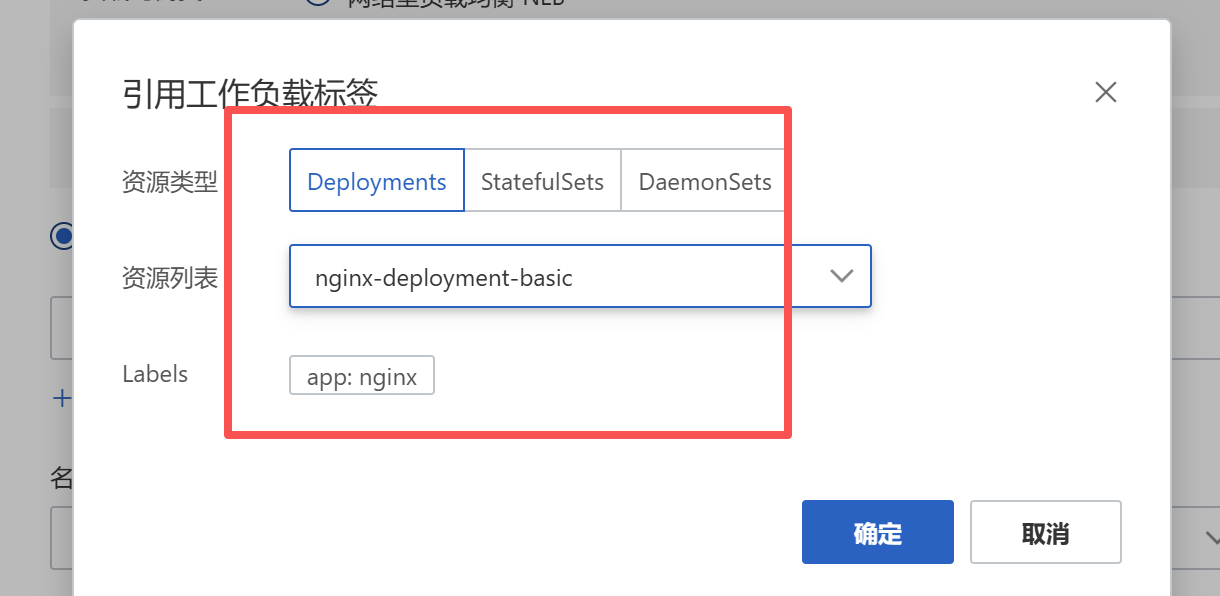 网络型负载均衡 NLB
引用工作负载标签
资源类型
Deployments
StatefulSets
DaemonSets
资源列表
nginx-deployment-basic
Labels
app: nginx
名
确定
取消